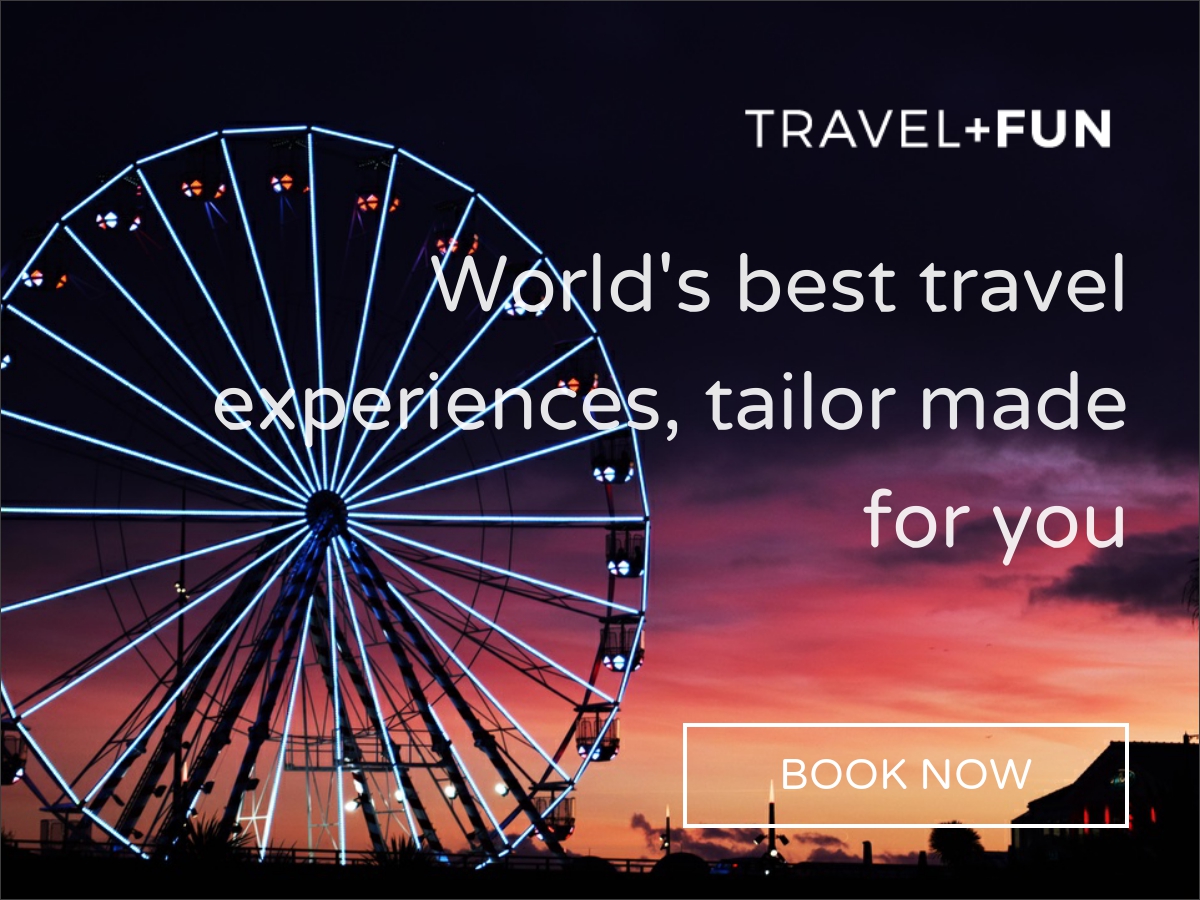 TRAVEL+FUN
World's best travel
experiences, tailor made
for you
BOOK NOW